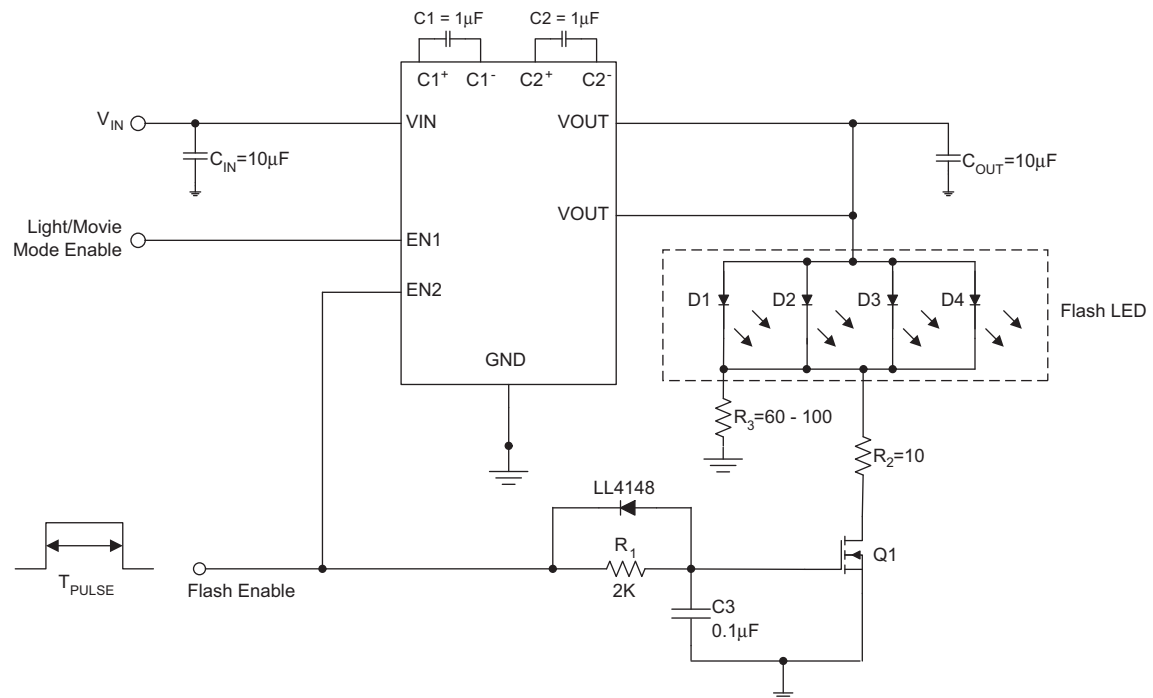 C1 = 1μF
C2 = 1μF
C1+
C1-
C2+
C2-
VIN
VIN
VOUT
CIN=10μF
COUT=10μF
Light/Movie
Mode Enable
EN1
VOUT
EN2
D1
D2
D3
D4
Flash LED
GND
R3=60 - 100
R2=10
LL4148
R1
2K
Q1
TPULSE
Flash Enable
C3
0.1μF